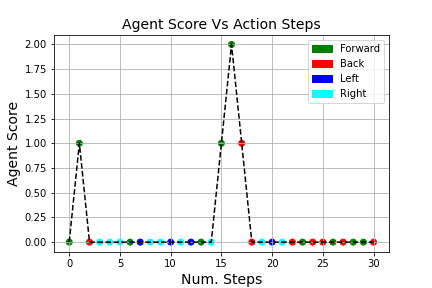 Agent Score Vs Action Steps
2.00
1.75
1.50
1.25
1.00
0.75
0.50
0.25
0.00
Agent Score
Forward
Back
Left
Right
0 5 10 15 20 25 30
Num. Steps